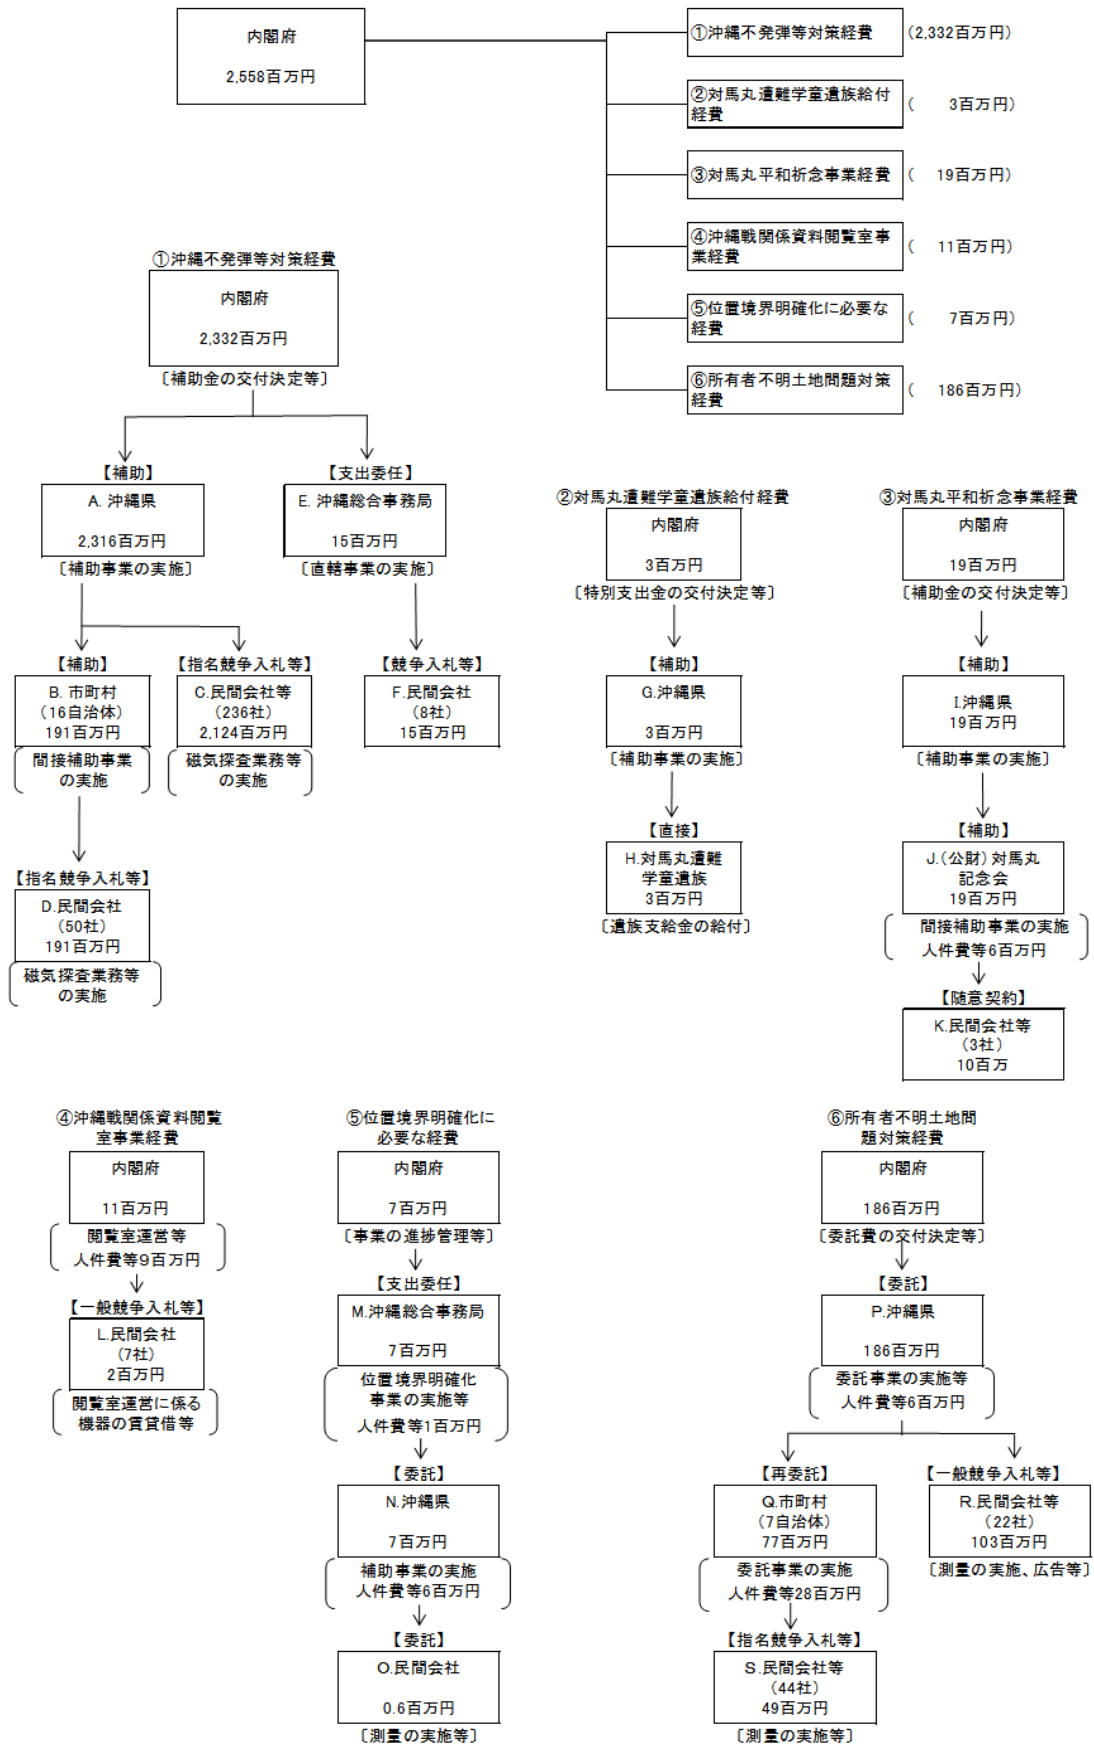 内閣府
2,558百万円
①沖縄不発弾等対策経費
(2,332百万円)
②対馬丸遭難学童遺族給付
経費
( 3百万円)
③対馬丸平和祈念事業経費
( 19百万円)
④沖縄戦関係資料閲覧室事
業経費
( 11百万円)
⑤位置境界明確化に必要な
経費
( 7百万円)
⑥所有者不明土地問題対策
経費
( 186百万円)
①沖縄不発弾等対策経費
内閣府
2,332百万円
〔補助金の交付決定等〕
【補助】
A. 沖縄県
2,316百万円
〔補助事業の実施〕
【支出委任】
E. 沖縄総合事務局
15百万円
〔直轄事業の実施〕
【補助】
B. 市町村
(16自治体)
191百万円
間接補助事業
の実施
【指名競争入札等】
C.民間会社等
(236社)
2,124百万円
磁気探査業務等
の実施
【競争入札等】
F.民間会社
(8社)
15百万円
【指名競争入札等】
D.民間会社
(50社)
191百万円
磁気探査業務等
の実施
②対馬丸遭難学童遺族給付経費
内閣府
3百万円
〔特別支出金の交付決定等〕
【補助】
G.沖縄県
3百万円
〔補助事業の実施〕
【直接】
H.対馬丸遭難
学童遺族
3百万円
〔遺族支給金の給付〕
③対馬丸平和祈念事業経費
内閣府
19百万円
〔補助金の交付決定等〕
【補助】
I.沖縄県
19百万円
〔補助事業の実施〕
【補助】
J.(公財)対馬丸
記念会
19百万円
間接補助事業の実施
人件費等6百万円
【随意契約】
K.民間会社等
(3社)
10百万
④沖縄戦関係資料閲覧
室事業経費
内閣府
11百万円
閲覧室運営等
人件費等9百万円
【一般競争入札等】
L.民間会社
(7社)
2百万円
閲覧室運営に係る
機器の賃貸借等
⑤位置境界明確化に
必要な経費
内閣府
7百万円
〔事業の進捗管理等〕
【支出委任】
M.沖縄総合事務局
7百万円
位置境界明確化
事業の実施等
人件費等1百万円
【委託】
N.沖縄県
7百万円
補助事業の実施
人件費等6百万円
【委託】
O.民間会社
0.6百万円
〔測量の実施等〕
⑥所有者不明土地問
題対策経費
内閣府
186百万円
〔委託費の交付決定等〕
【委託】
P.沖縄県
186百万円
委託事業の実施等
人件費等6百万円
【再委託】
Q.市町村
(7自治体)
77百万円
委託事業の実施
人件費等28百万円
【一般競争入札等】
R.民間会社等
(22社)
103百万円
〔測量の実施、広告等〕
【指名競争入札等】
S.民間会社等
(44社)
49百万円
〔測量の実施等〕